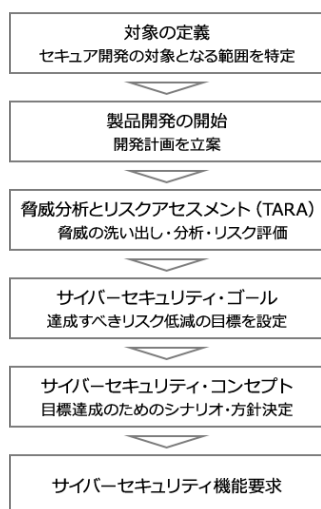 対象の定義
セキュア開発の対象となる範囲を特定
製品開発の開始
開発計画を立案
脅威分析とリスクアセスメント（TARA）
脅威の洗い出し・分析・リスク評価
サイバーセキュリティ・ゴール
達成すべきリスク低減の目標を設定
サイバーセキュリティ・コンセプト
目標達成のためのシナリオ・方針決定
サイバーセキュリティ機能要求